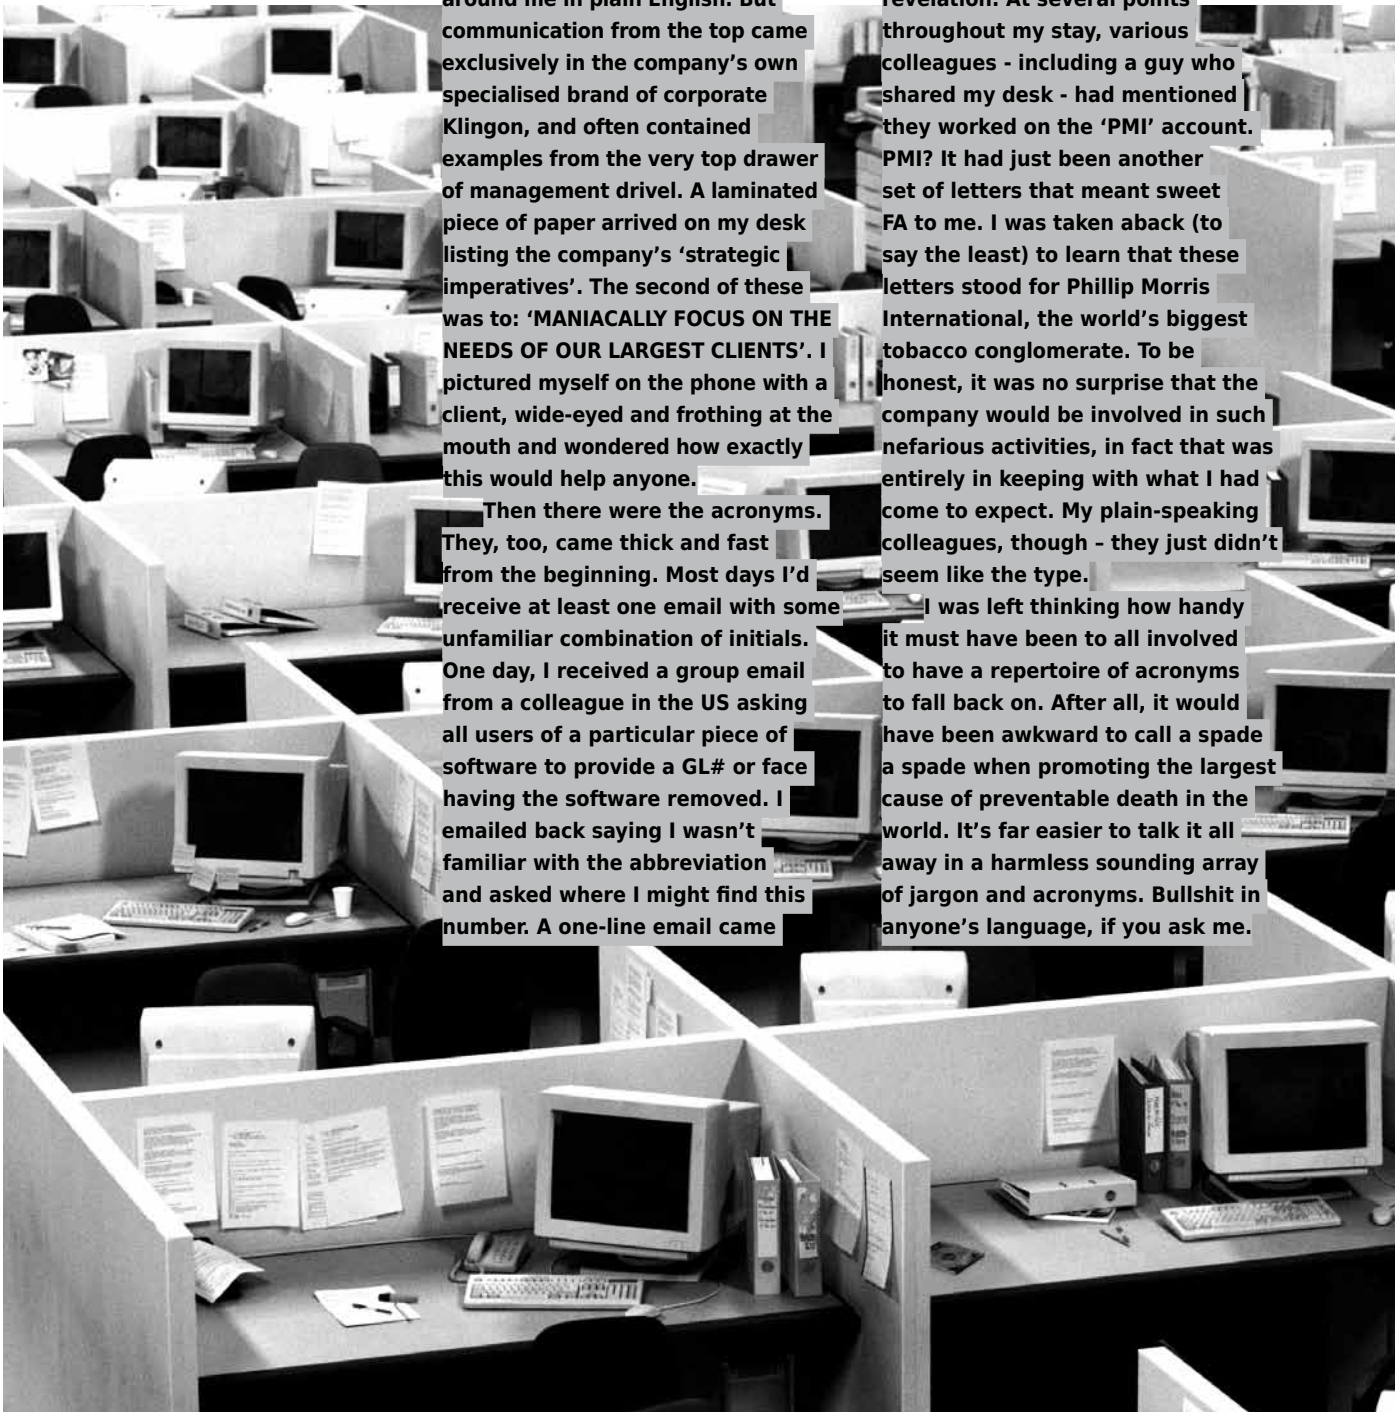 around me in plain English. But
communication from the top came
exclusively in the company’s own
specialised brand of corporate
Klingon, and often contained
examples from the very top drawer
of management drivel. A laminated
piece of paper arrived on my desk
listing the company’s ‘strategic
imperatives’. The second of these
was to: ‘MANIACALLY FOCUS ON THE
NEEDS OF OUR LARGEST CLIENTS’. I
pictured myself on the phone with a
client, wide-eyed and frothing at the
mouth and wondered how exactly
this would help anyone.
Then there were the acronyms.
They, too, came thick and fast
from the beginning. Most days I’d
receive at least one email with some
unfamiliar combination of initials.
One day, I received a group email
from a colleague in the US asking
all users of a particular piece of
software to provide a GL# or face
having the software removed. I
emailed back saying I wasn’t
familiar with the abbreviation
and asked where I might find this
number. A one-line email came
revelation. At several points
throughout my stay, various
colleagues - including a guy who
shared my desk - had mentioned
they worked on the ‘PMI’ account.
PMI? It had just been another
set of letters that meant sweet
FA to me. I was taken aback (to
say the least) to learn that these
letters stood for Phillip Morris
International, the world’s biggest
tobacco conglomerate. To be
honest, it was no surprise that the
company would be involved in such
nefarious activities, in fact that was
entirely in keeping with what I had
come to expect. My plain-speaking
colleagues, though – they just didn’t
seem like the type.
I was left thinking how handy
it must have been to all involved
to have a repertoire of acronyms
to fall back on. After all, it would
have been awkward to call a spade
a spade when promoting the largest
cause of preventable death in the
world. It’s far easier to talk it all
away in a harmless sounding array
of jargon and acronyms. Bullshit in
anyone’s language, if you ask me.